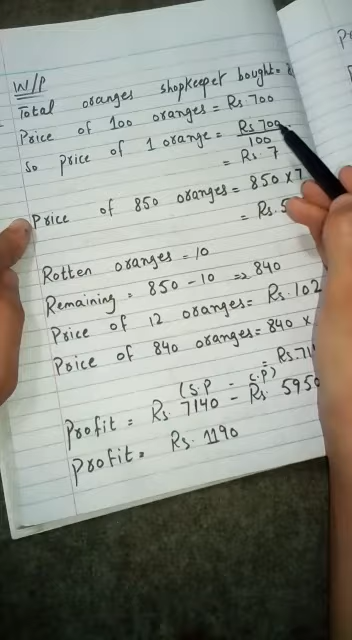 W/P
Total oranges shopkeeper bought=
Price of 100 oranges = Rs. 700
So price of 1 orange = Rs 700
100
= Rs. 7
Price of 850 oranges = 850 × 7
= Rs. 5
Rotten oranges = 10
Remaining = 850 - 10 => 840
Price of 12 oranges = Rs. 102
Price of 840 oranges = 840 ×
= Rs. 71
(S.P - C.P)
Profit = Rs. 7140 - Rs. 5950
Profit = Rs. 1190